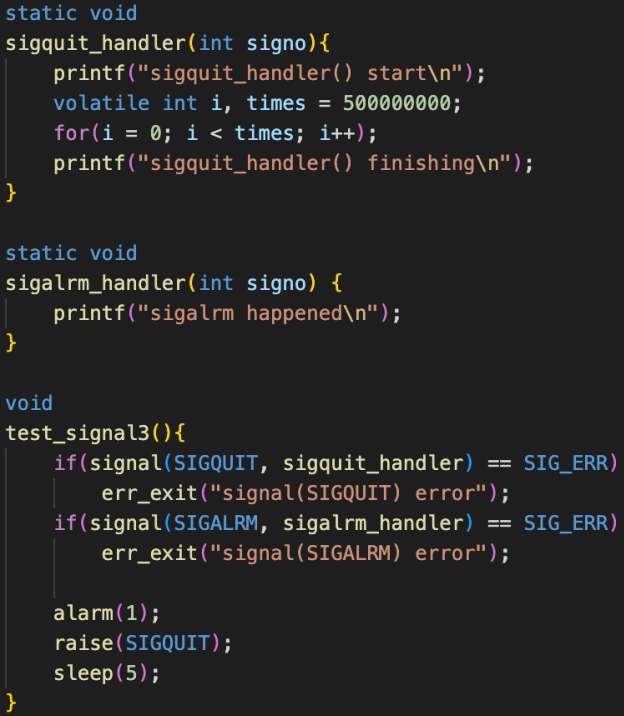 static void
sigquit_handler(int signo){
    printf("sigquit_handler() start\n");
    volatile int i, times = 500000000;
    for(i = 0; i < times; i++);
    printf("sigquit_handler() finishing\n");
}

static void
sigalrm_handler(int signo) {
    printf("sigalrm happened\n");
}

void
test_signal3(){
    if(signal(SIGQUIT, sigquit_handler) == SIG_ERR)
        err_exit("signal(SIGQUIT) error");
    if(signal(SIGALRM, sigalrm_handler) == SIG_ERR)
        err_exit("signal(SIGALRM) error");

    alarm(1);
    raise(SIGQUIT);
    sleep(5);
}